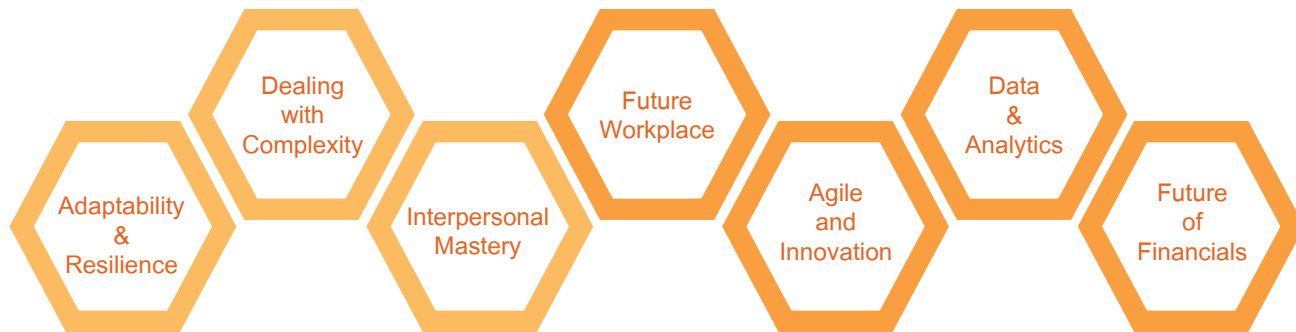 Adaptability
&
Resilience
Dealing
with
Complexity
Interpersonal
Mastery
Future
Workplace
Agile
and
Innovation
Data
&
Analytics
Future
of
Financials